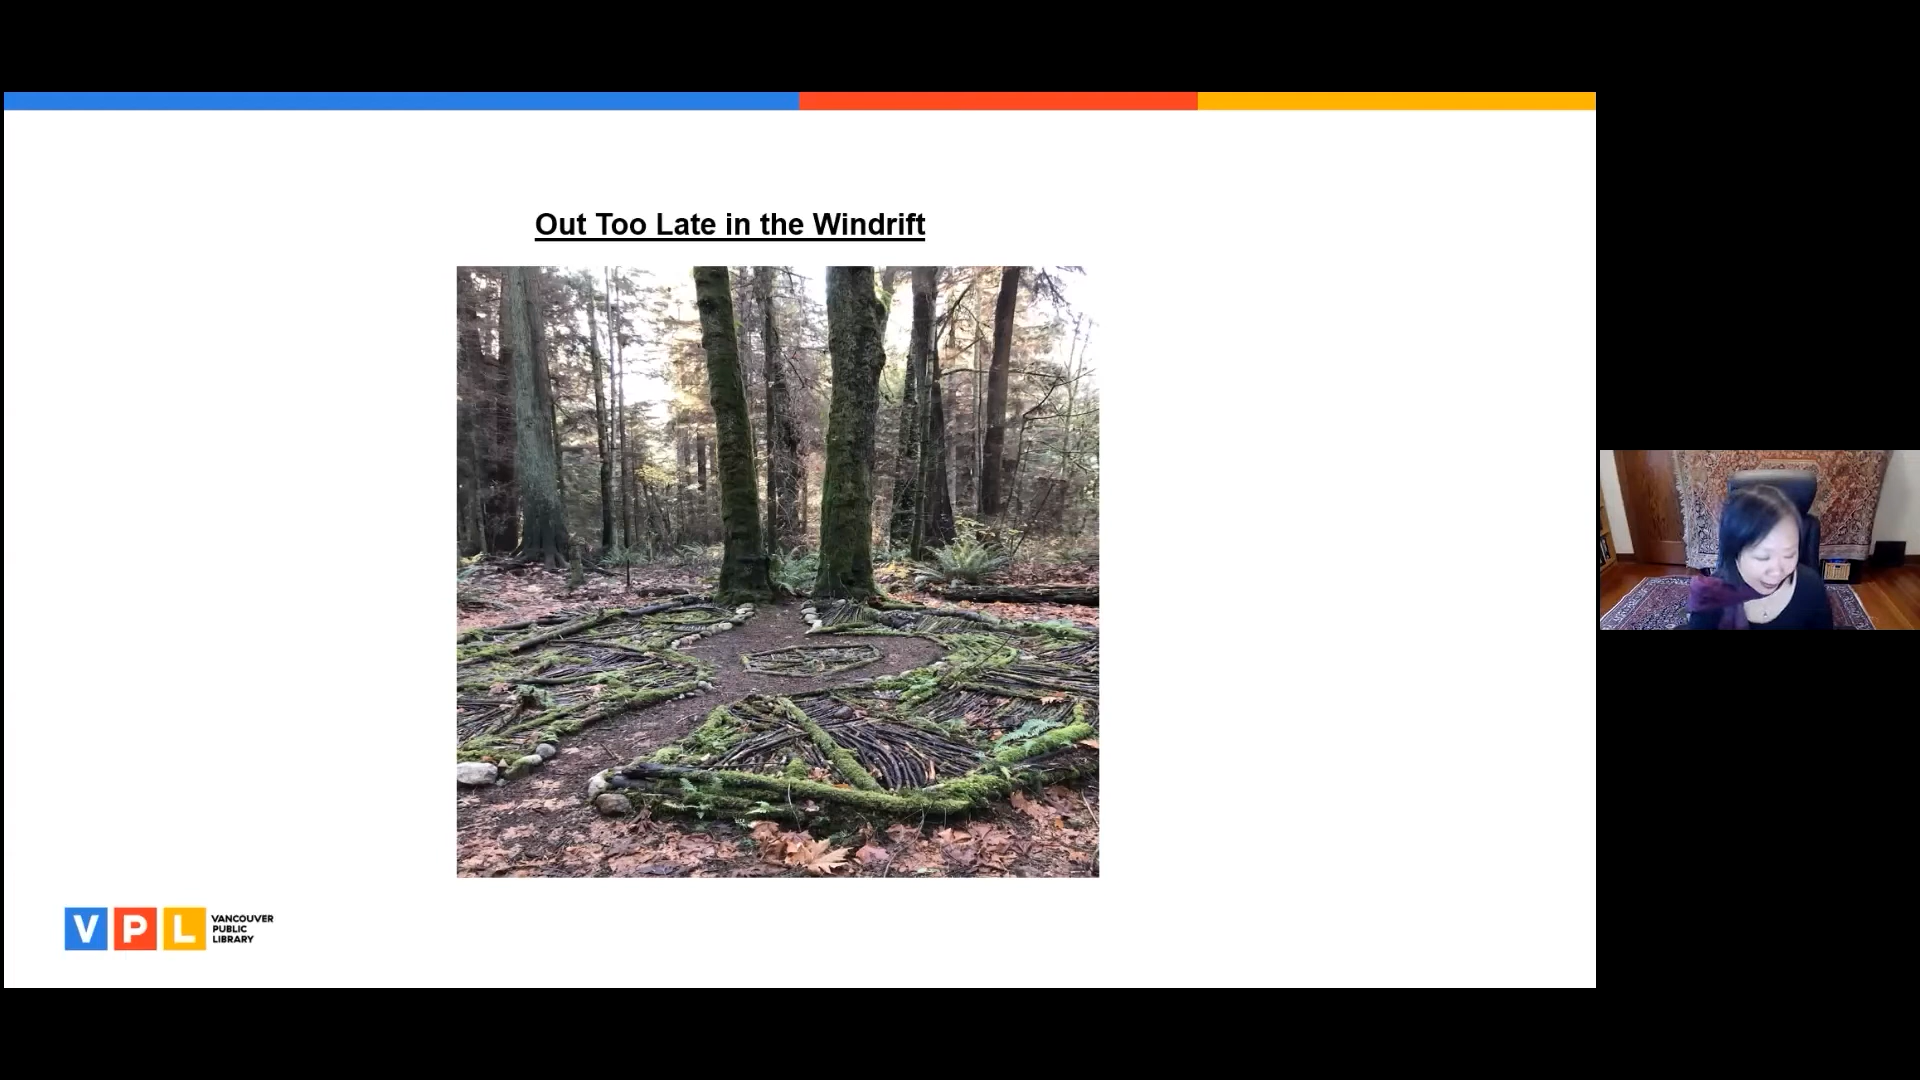 Out Too Late in the Windrift
VPL
VANCOUVER
PUBLIC
LIBRARY